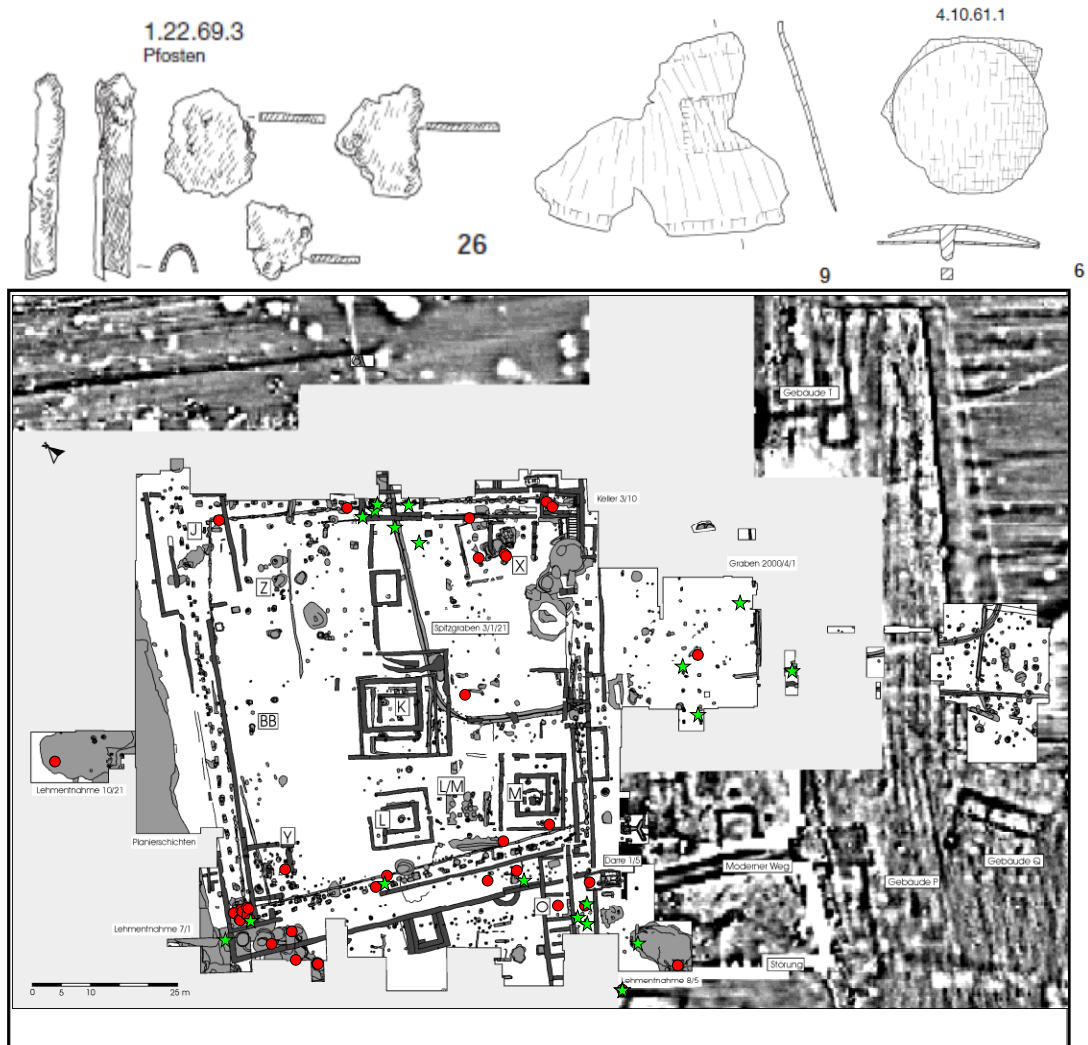 1.22.69.3
Pfosten
4.10.61.1
26
9
6
Gebäude T
J
Keller 3/10
X
Z
Graben 2000/4/1
Spitzgraben 3/1/21
K
BB
Lehmentnahme 10/21
L/M
M
L
Planierschichten
Y
Darre 1/5
Moderner Weg
Gebäude Q
Gebäude P
O
Lehmentnahme 7/1
Störung
Lehmentnahme 8/5
0 5 10 25 m